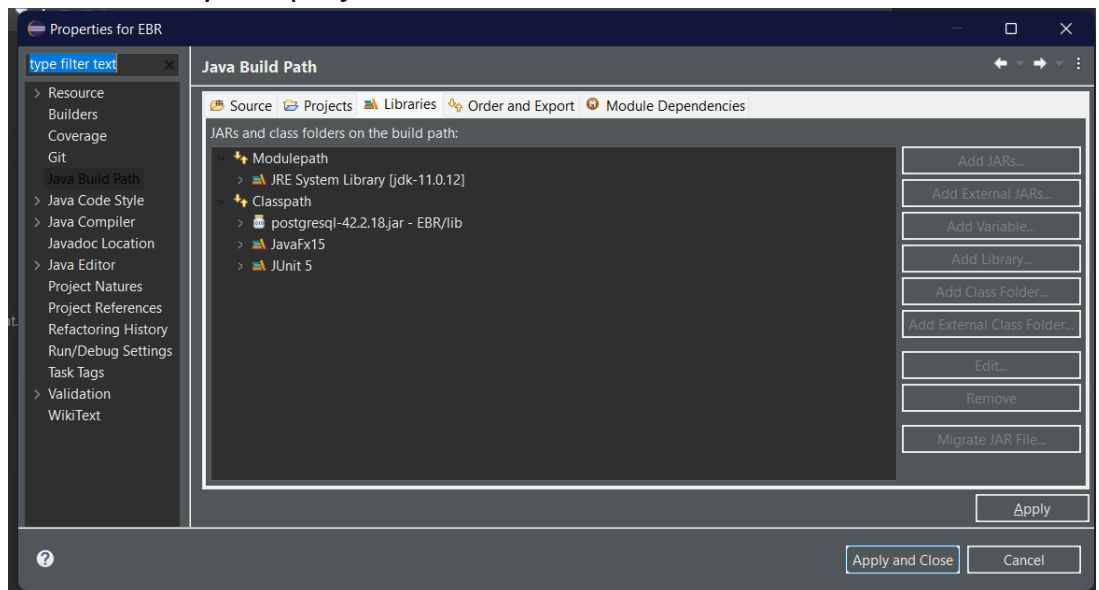 Properties for EBR
type filter text
Java Build Path
Resource
Builders
Coverage
Git
Java Build Path
Java Code Style
Java Compiler
Javadoc Location
Java Editor
Project Natures
Project References
Refactoring History
Run/Debug Settings
Task Tags
Validation
WikiText
Source Projects Libraries Order and Export Module Dependencies
JARs and class folders on the build path:
Modulepath
JRE System Library [jdk-11.0.12]
Classpath
postgresql-42.2.18.jar - EBR/lib
JavaFx15
JUnit 5
Add JARs...
Add External JARs...
Add Variable...
Add Library...
Add Class Folder...
Add External Class Folder...
Edit...
Remove
Migrate JAR File...
Apply
Apply and Close Cancel